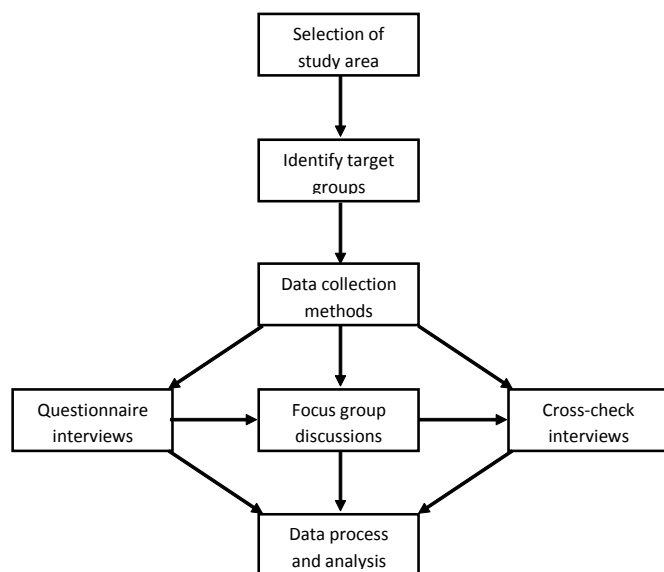 Selection of
study area
Identify target
groups
Data collection
methods
Questionnaire
interviews
Focus group
discussions
Cross-check
interviews
Data process
and analysis